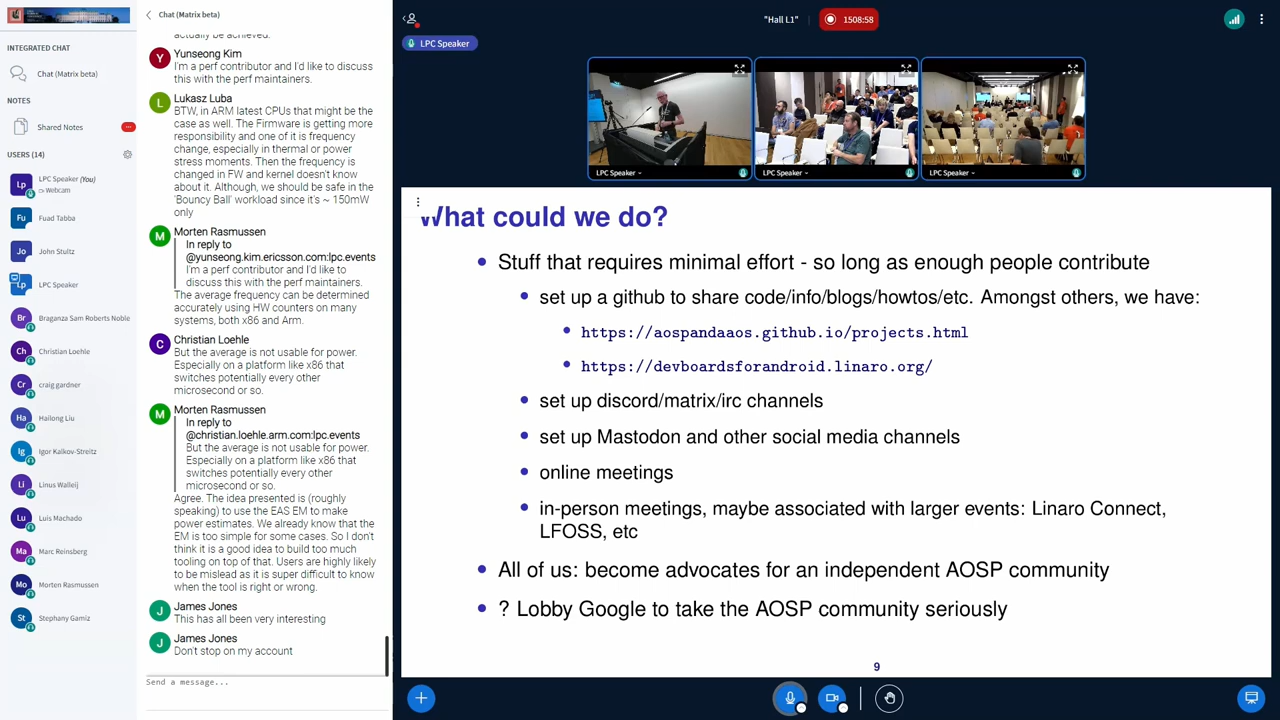 INTEGRATED CHAT
Chat (Matrix beta)
NOTES
Shared Notes
USERS (14)
Lp
LPC Speaker (You)
Webcam
Fu
Fuad Tabba
Jo
John Stultz
Lp
LPC Speaker
Br
Braganza Sam Roberts Noble
Ch
Christian Loehle
Cr
craig gardner
Ha
Hailong Liu
Ig
Igor Kalkov-Streitz
Li
Linus Walleij
Lu
Luis Machado
Ma
Marc Reinsberg
Mo
Morten Rasmussen
St
Stephany Gamiz
Chat (Matrix beta)
actually be achieved.
Y
Yunseong Kim
I'm a perf contributor and I'd like to discuss
this with the perf maintainers.
L
Lukasz Luba
BTW, in ARM latest CPUs that might be the
case as well. The Firmware is getting more
responsibility and one of it is frequency
change, especially in thermal or power
stress moments. Then the frequency is
changed in FW and kernel doesn't know
about it. Although, we should be safe in the
'Bouncy Ball' workload since it's ~ 150mW
only
M
Morten Rasmussen
In reply to
@yunseong.kim.ericsson.com:lpc.events
I'm a perf contributor and I'd like to
discuss this with the perf maintainers.
The average frequency can be determined
accurately using HW counters on many
systems, both x86 and Arm.
C
Christian Loehle
But the average is not usable for power.
Especially on a platform like x86 that
switches potentially every other
microsecond or so.
M
Morten Rasmussen
In reply to
@christian.loehle.arm.com:lpc.events
But the average is not usable for power.
Especially on a platform like x86 that
switches potentially every other
microsecond or so.
Agree. The idea presented is (roughly
speaking) to use the EAS EM to make
power estimates. We already know that the
EM is too simple for some cases. So I don't
think it is a good idea to build too much
tooling on top of that. Users are highly likely
to be mislead as it is super difficult to know
when the tool is right or wrong.
J
James Jones
This has all been very interesting
J
James Jones
Don't stop on my account
Send a message...
"Hall L1"
1508:58
LPC Speaker
LPC Speaker
LPC Speaker
LPC Speaker
What could we do?
Stuff that requires minimal effort - so long as enough people contribute
set up a github to share code/info/blogs/howtos/etc. Amongst others, we have:
https://aospandaaos.github.io/projects.html
https://devboardsforandroid.linaro.org/
set up discord/matrix/irc channels
set up Mastodon and other social media channels
online meetings
in-person meetings, maybe associated with larger events: Linaro Connect,
LFOSS, etc
All of us: become advocates for an independent AOSP community
? Lobby Google to take the AOSP community seriously
9